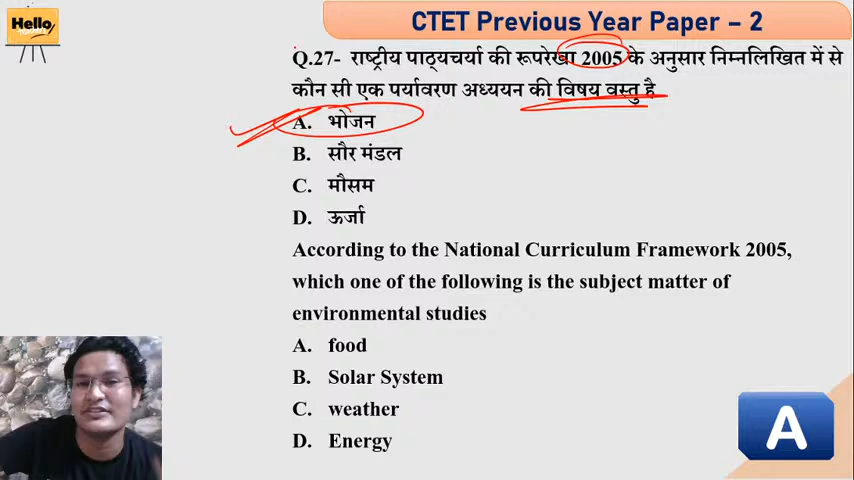 Hello
CTET Previous Year Paper – 2
Q.27- राष्ट्रीय पाठ्यचर्या की रूपरेखा 2005 के अनुसार निम्नलिखित में से
कौन सी एक पर्यावरण अध्ययन की विषय वस्तु है
A. भोजन
B. सौर मंडल
C. मौसम
D. ऊर्जा
According to the National Curriculum Framework 2005,
which one of the following is the subject matter of
environmental studies
A. food
B. Solar System
C. weather
D. Energy
A